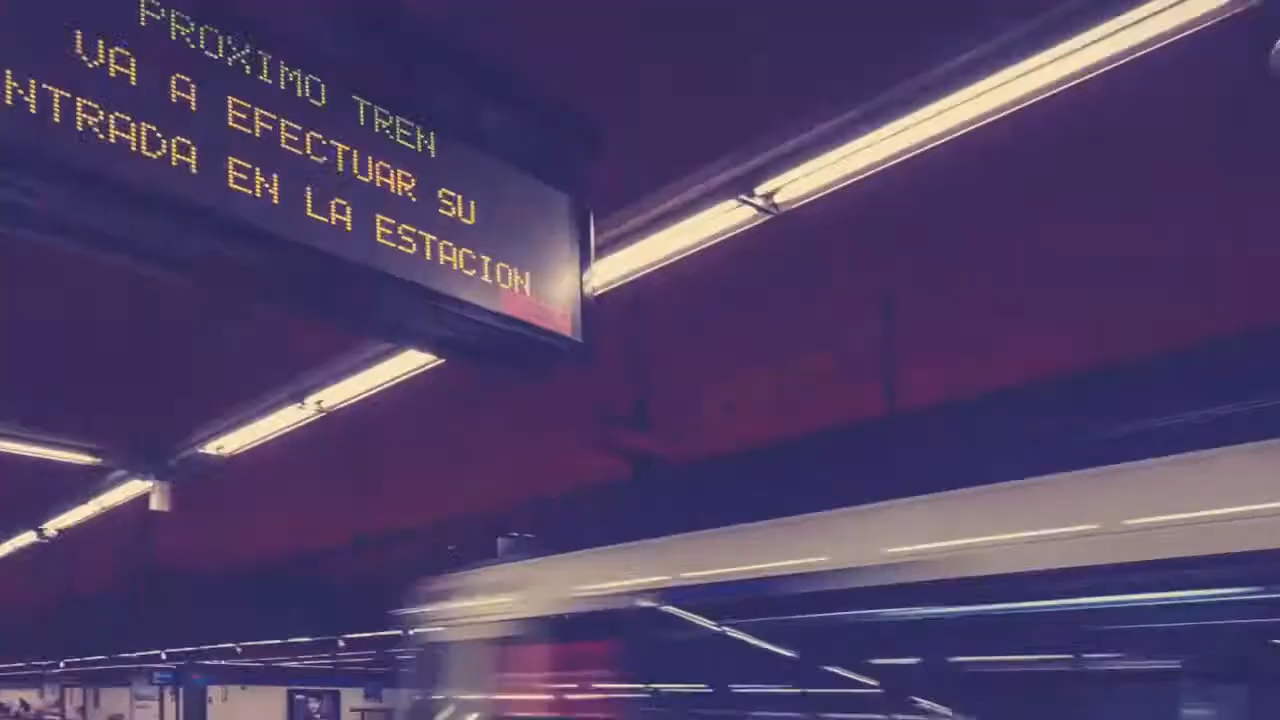 PROXIMO TREN
VA A EFECTUAR SU
NTRADA EN LA ESTACION